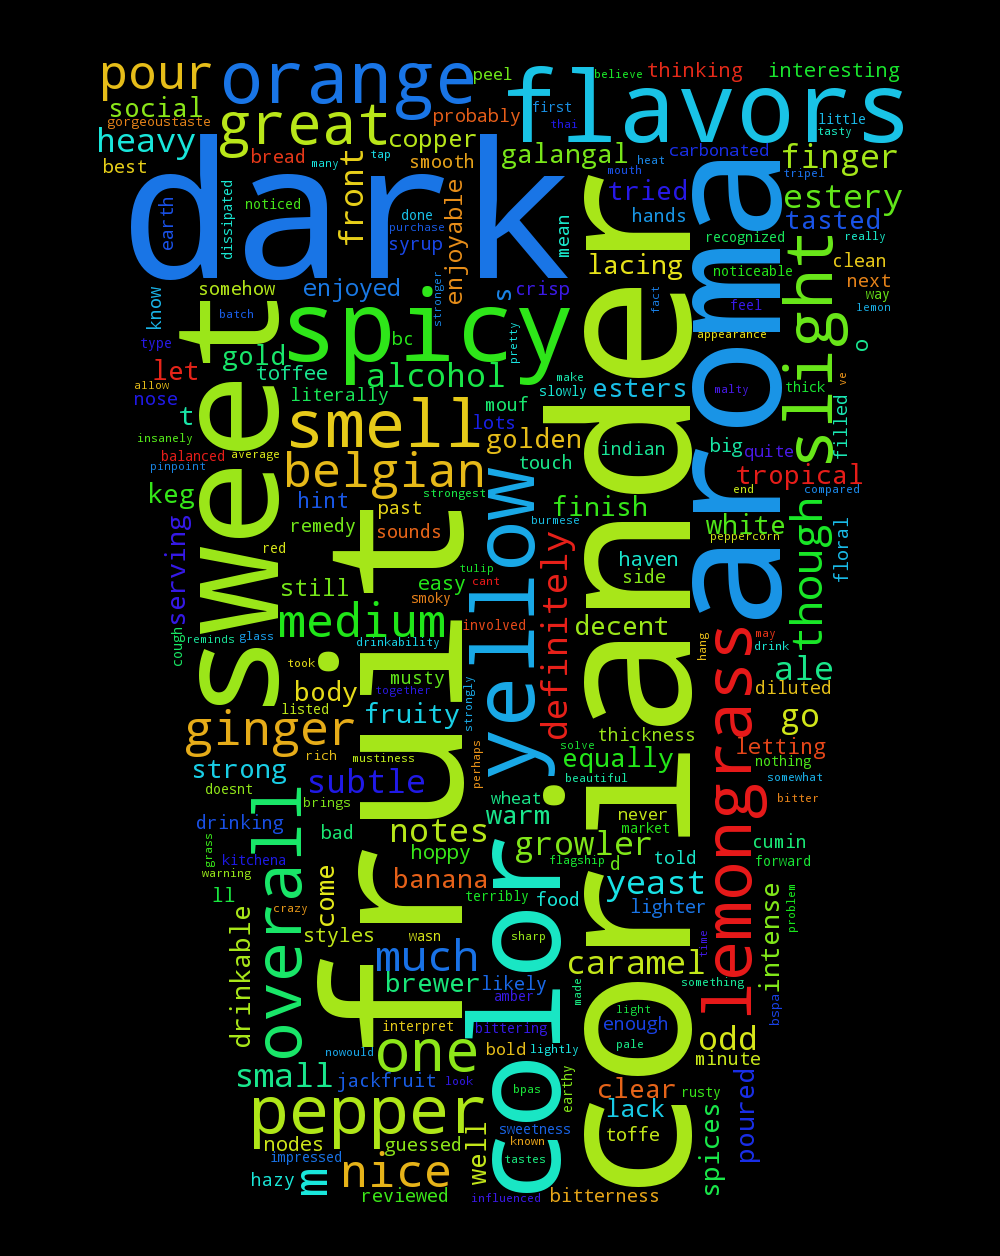 pour
orange
peel
believe
thinking
interesting
social
gorgeoustaste
great
probably
first
thai
flavors
little
tasty
heavy
copper
best
bread
many
tap
smooth
galangal
carbonated
finger
dark
front
earth
dissipated
noticed
done
purchase
syrup
enjoyable
mean
mouth
heat
tried
tripel
estery
hands
tasted
recognized
really
lacing
noticeable
clean
next
way
lemon
somehow
enjoyed
stronger
s
crisp
fact
feel
know
batch
spicy
coriander
aroma
slight
appearance
o
type
sweet
gold
bc
pretty
let
toffee
alcohol
make
slowly
esters
malty
thick
ve
allow
nose
literally
mouf
t
smell
lots
golden
indian
big
quite
filled
insanely
balanced
average
pinpoint
belgian
touch
tropical
keg
hint
strongest
past
end
compared
finish
white
though
remedy
sounds
burmese
peppercorn
floral
serving
red
yellow
definitely
haven
side
still
easy
tulip
cant
smoky
medium
involved
decent
cough
reminds
glass
drinkability
hang
may
drink
took
fruit
musty
ale
together
body
diluted
listed
fruity
strongly
go
ginger
thickness
letting
rich
mustiness
solve
equally
nothing
strong
perhaps
beautiful
somewhat
doesnt
subtle
brings
wheat
bitter
overall
warm
never
drinking
bad
notes
market
lemongrass
grass
hoppy
growler
cumin
kitchena
flagship
d
told
forward
warning
banana
yeast
ll
come
terribly
food
lighter
intense
problem
crazy
drinkable
styles
wasn
sharp
time
color
much
caramel
brewer
likely
something
made
amber
light
bspa
interpret
bittering
enough
nowould
one
bold
lightly
pale
odd
minute
small
jackfruit
look
bpas
earthy
clear
rusty
pepper
lack
poured
sweetness
toffe
spices
nodes
guessed
well
known
impressed
tastes
hazy
m
nice
reviewed
influenced
bitterness